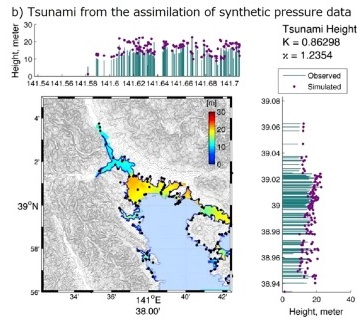 b) Tsunami from the assimilation of synthetic pressure data
Height, meter
30
20
10
0
141.54 141.56 141.58 141.6 141.62 141.64 141.66 141.68 141.7
Tsunami Height
K = 0.86298
ϰ = 1.2354
Observed
Simulated
[m]
30
20
10
0
4'
2'
39°N
58'
56'
34' 36' 141°E 40' 42'
38.00'
39.08
39.06
39.04
39.02
39
38.98
38.96
38.94
0 20 40
Height, meter